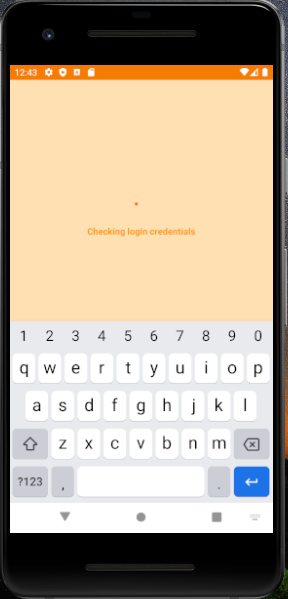 12:43
Checking login credentials
1 2 3 4 5 6 7 8 9 0
q w e r t y u i o p
a s d f g h j k l
z x c v b n m
?123 , .